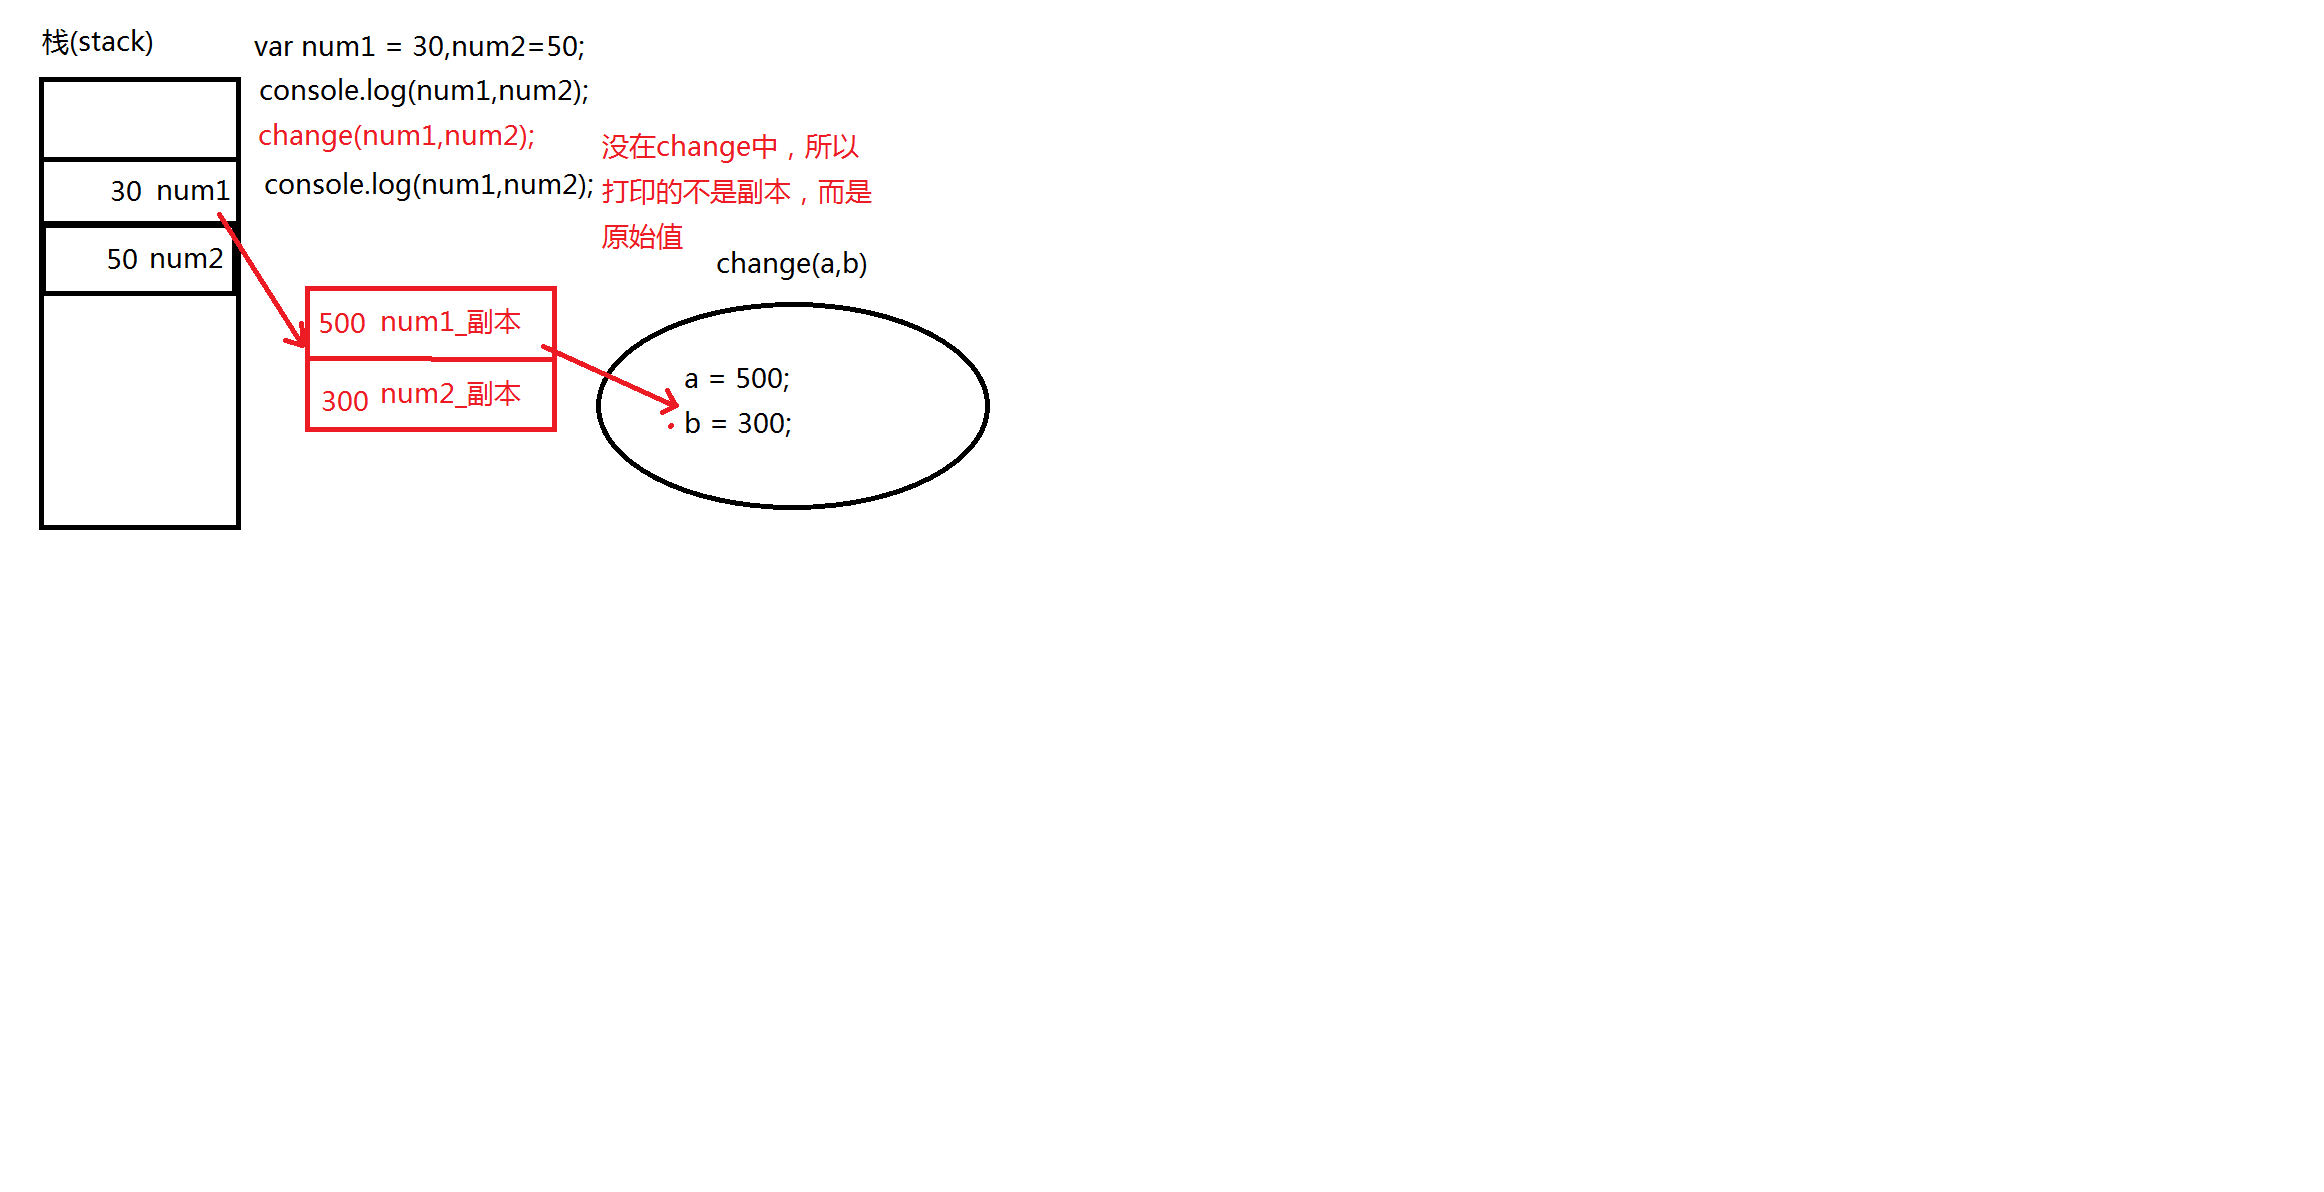 栈(stack)
var num1 = 30,num2=50;
console.log(num1,num2);
change(num1,num2);
console.log(num1,num2);
没在change中，所以
打印的不是副本，而是
原始值
30 num1
50 num2
change(a,b)
500 num1_副本
300 num2_副本
a = 500;
b = 300;